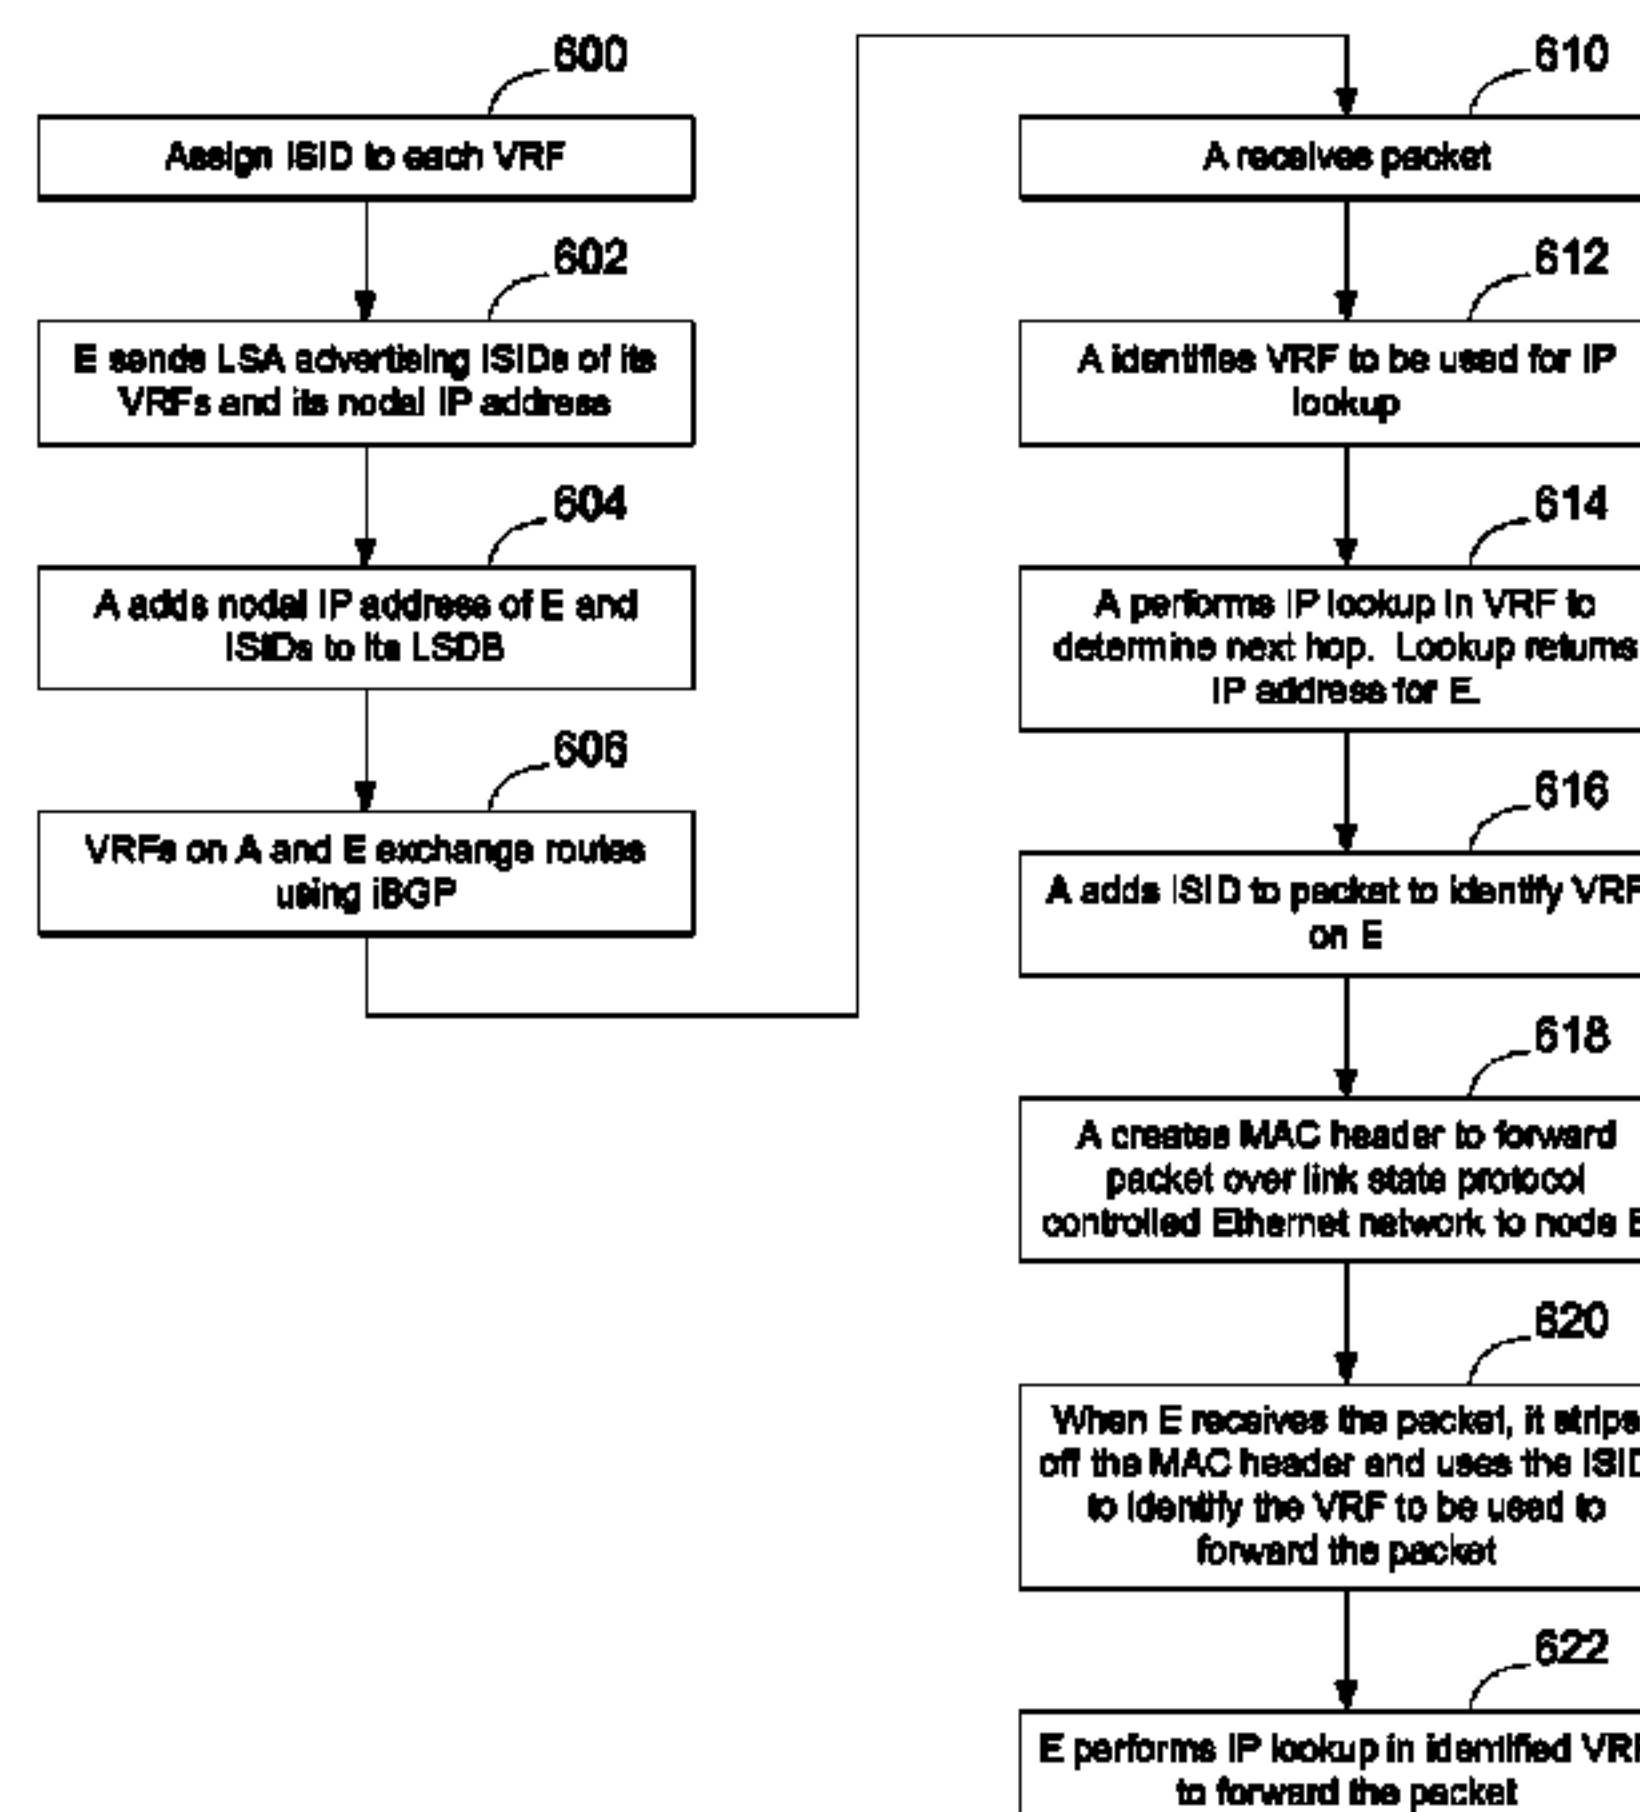 600
Assign ISID to each VRF
602
E sends LSA advertising ISIDs of its
VRFs and its nodal IP address
604
A adds nodal IP address of E and
ISIDs to its LSDB
606
VRFs on A and E exchange routes
using iBGP
610
A receives packet
612
A identifies VRF to be used for IP
lookup
614
A performs IP lookup in VRF to
determine next hop. Lookup returns
IP address for E.
616
A adds ISID to packet to identify VRF
on E
618
A creates MAC header to forward
packet over link state protocol
controlled Ethernet network to node E
620
When E receives the packet, it strips
off the MAC header and uses the ISID
to identify the VRF to be used to
forward the packet
622
E performs IP lookup in identified VRF
to forward the packet